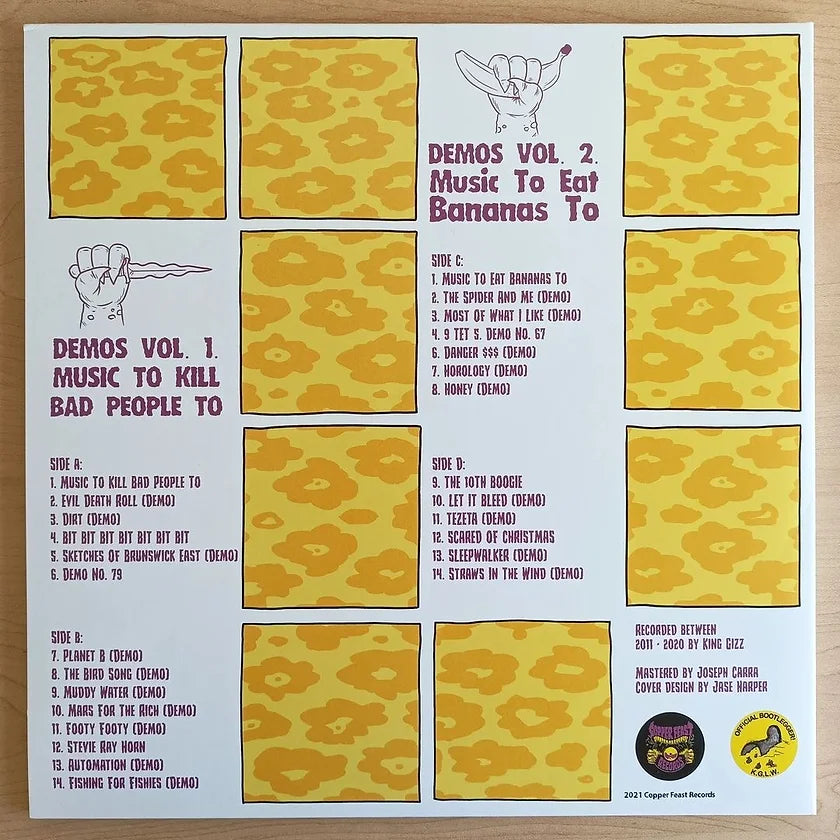 DEMOS VOL. 1.
MUSIC TO KILL
BAD PEOPLE TO
SIDE A:
1. MUSIC TO KILL BAD PEOPLE TO
2. EVIL DEATH ROLL (DEMO)
3. DIRT (DEMO)
4. BIT BIT BIT BIT BIT BIT BIT
5. SKETCHES OF BRUNSWICK EAST (DEMO)
6. DEMO NO. 79
SIDE B:
7. PLANET B (DEMO)
8. THE BIRD SONG (DEMO)
9. MUDDY WATER (DEMO)
10. MARS FOR THE RICH (DEMO)
11. FOOTY FOOTY (DEMO)
12. STEVIE RAY HORN
13. AUTOMATION (DEMO)
14. FISHING FOR FISHIES (DEMO)
DEMOS VOL. 2.
Music To Eat
Bananas To
SIDE C:
1. MUSIC TO EAT BANANAS TO
2. THE SPIDER AND ME (DEMO)
3. MOST OF WHAT I LIKE (DEMO)
4. 9 TET 5. DEMO NO. 67
6. DANGER $$$ (DEMO)
7. HOROLOGY (DEMO)
8. HONEY (DEMO)
SIDE D:
9. THE 10TH BOOGIE
10. LET IT BLEED (DEMO)
11. TEZETA (DEMO)
12. SCARED OF CHRISTMAS
13. SLEEPWALKER (DEMO)
14. STRAWS IN THE WIND (DEMO)
RECORDED BETWEEN
2011 - 2020 BY KING GIZZ
MASTERED BY JOSEPH CARRA
COVER DESIGN BY JASE HARPER
COPPER FEAST
RECORDS
OFFICIAL BOOTLEGGER!
K.G.L.W.
2021 Copper Feast Records